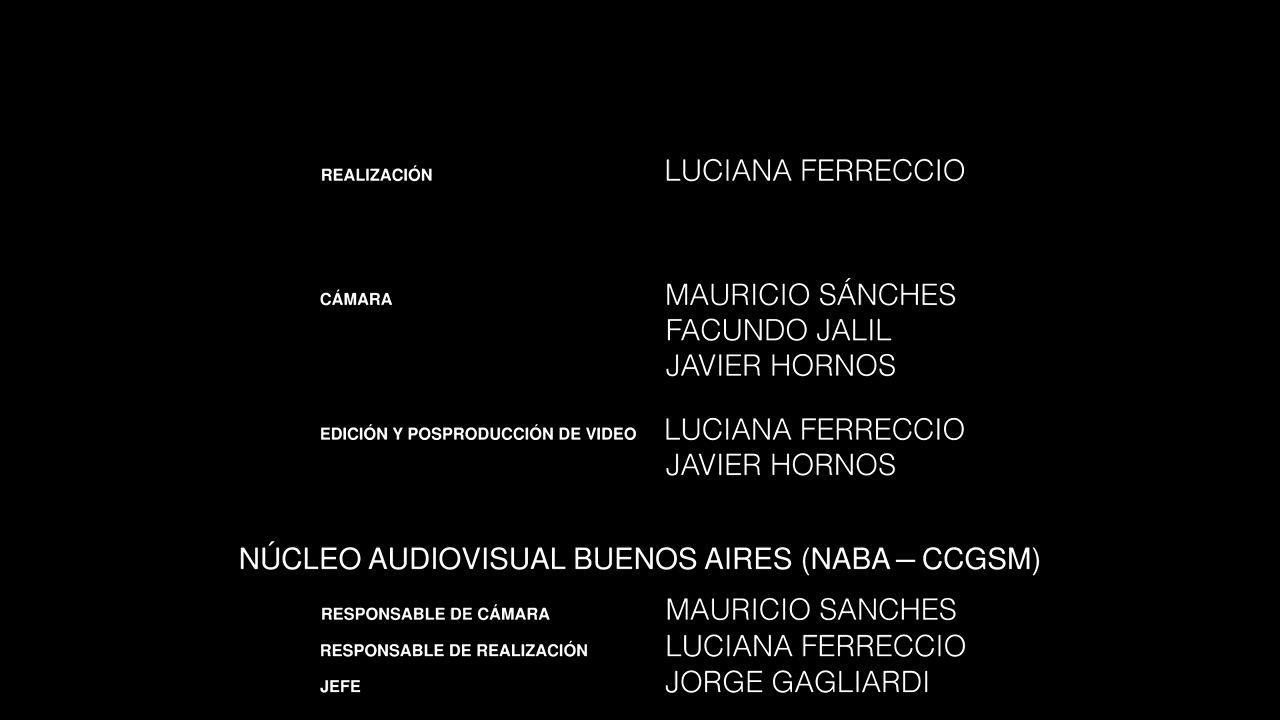 REALIZACIÓN LUCIANA FERRECCIO
CÁMARA MAURICIO SÁNCHES
FACUNDO JALIL
JAVIER HORNOS
EDICIÓN Y POSPRODUCCIÓN DE VIDEO LUCIANA FERRECCIO
JAVIER HORNOS
NÚCLEO AUDIOVISUAL BUENOS AIRES (NABA – CCGSM)
RESPONSABLE DE CÁMARA MAURICIO SANCHES
RESPONSABLE DE REALIZACIÓN LUCIANA FERRECCIO
JEFE JORGE GAGLIARDI